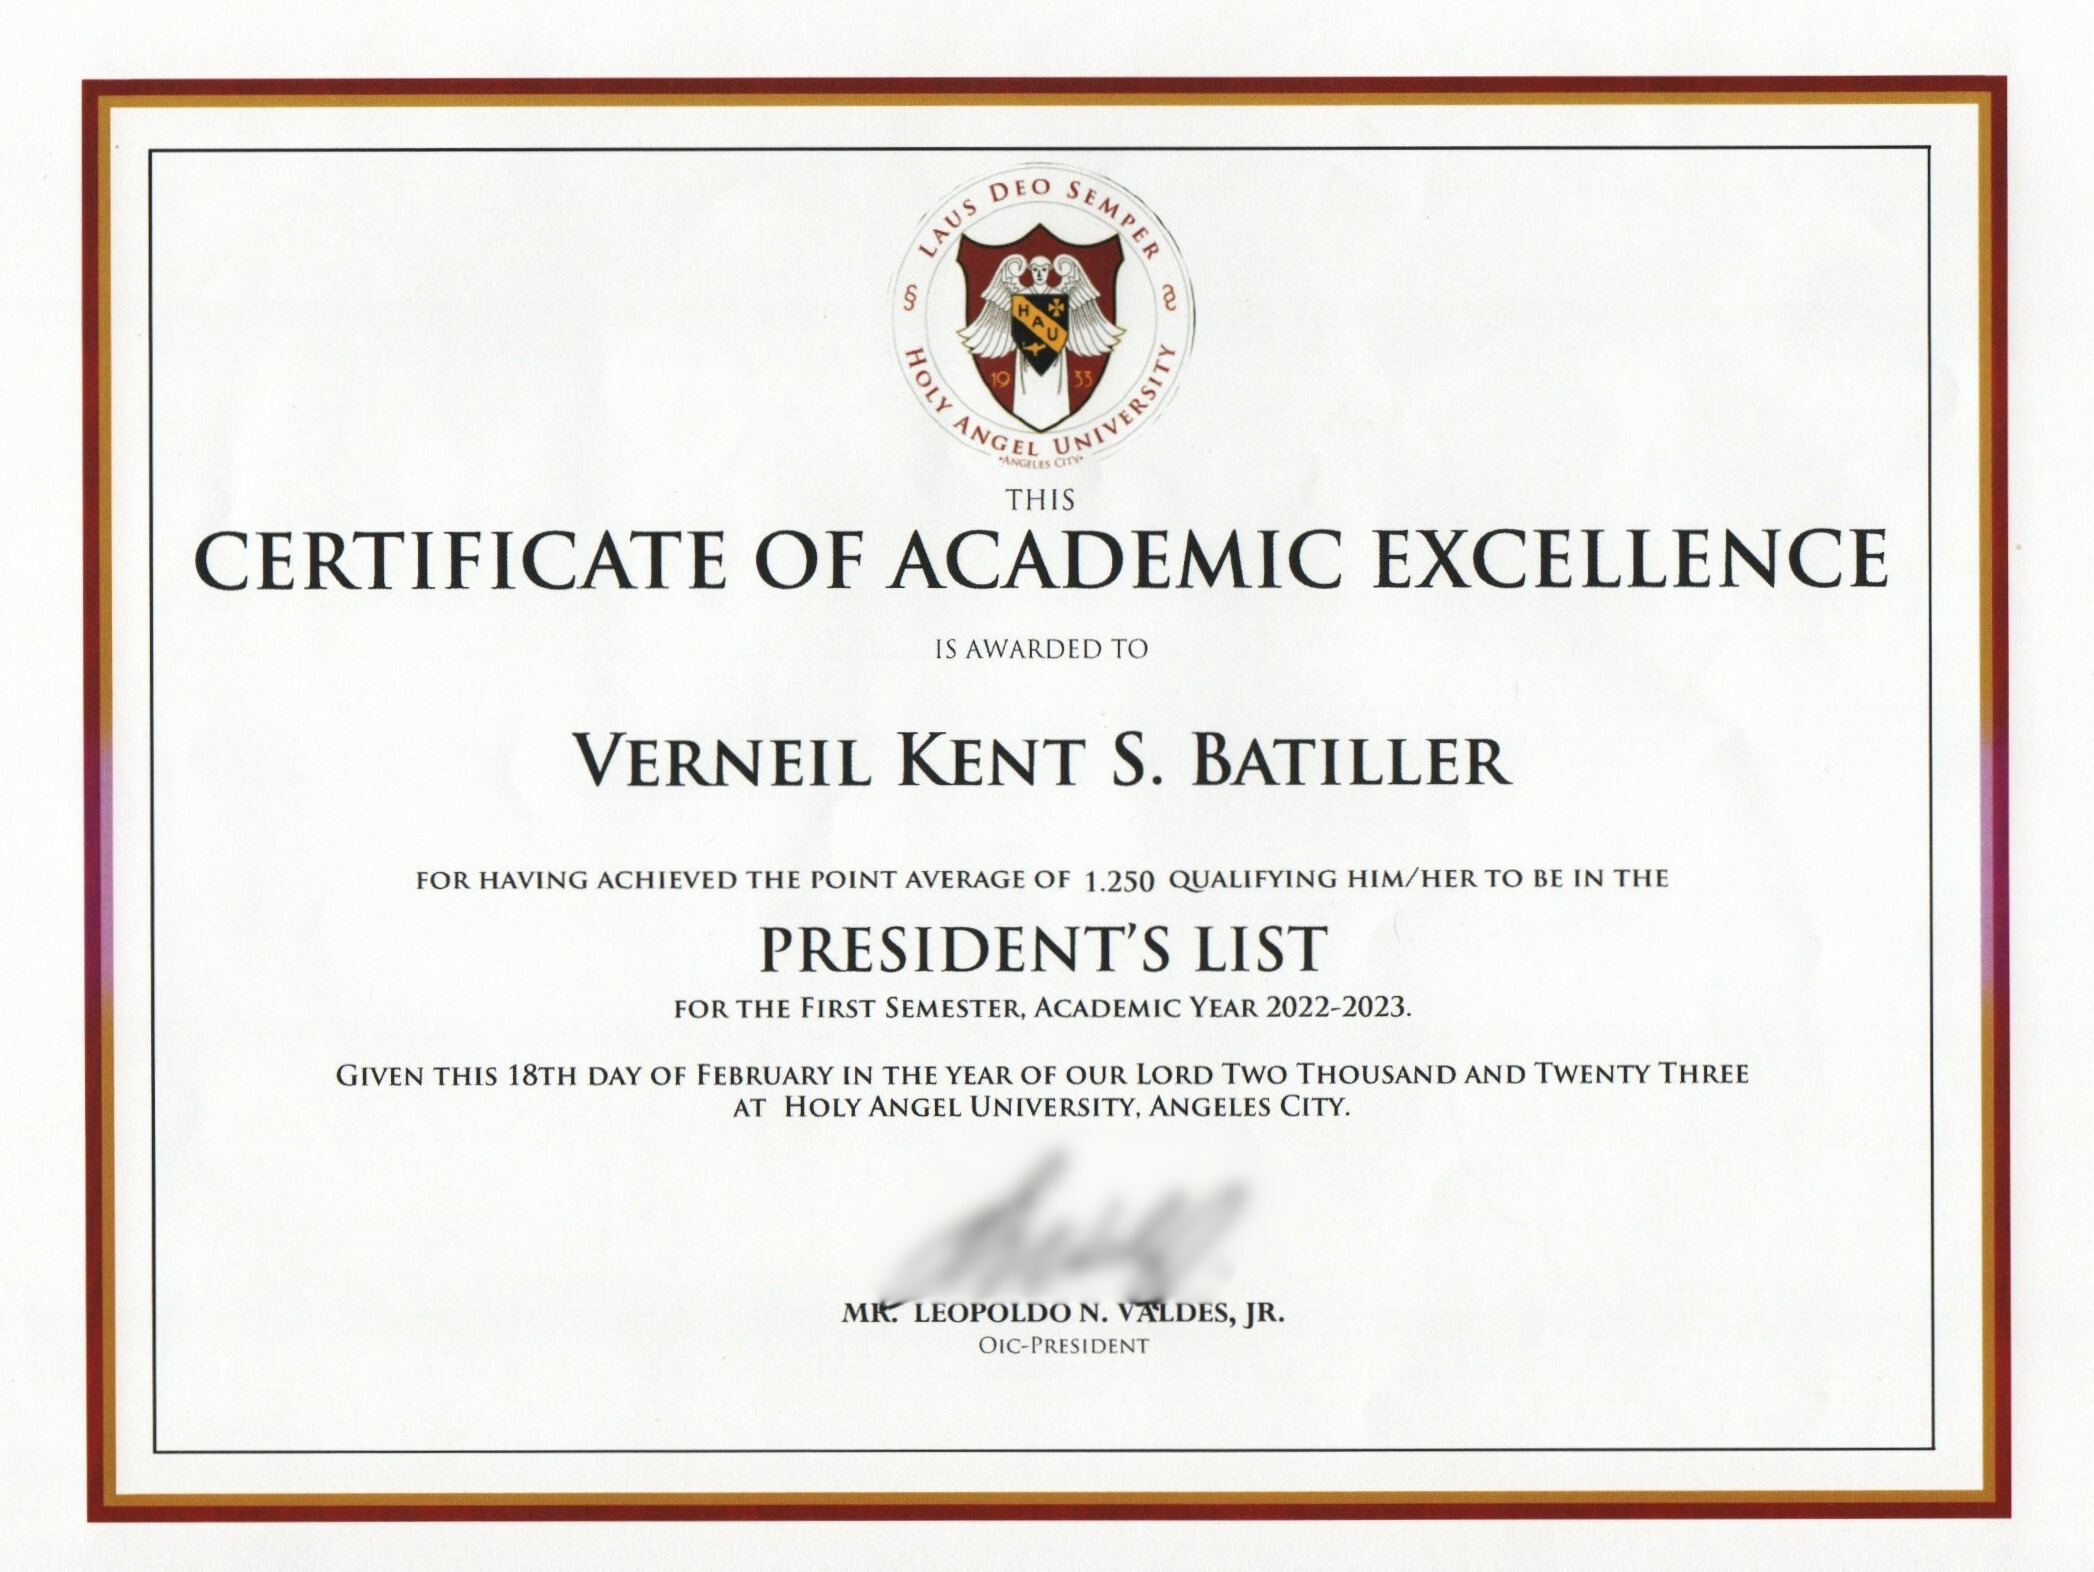 LAUS DEO SEMPER
HAU
19 33
HOLY ANGEL UNIVERSITY
•ANGELES CITY•
THIS
CERTIFICATE OF ACADEMIC EXCELLENCE
IS AWARDED TO
VERNEIL KENT S. BATILLER
FOR HAVING ACHIEVED THE POINT AVERAGE OF 1.250 QUALIFYING HIM/HER TO BE IN THE
PRESIDENT'S LIST
FOR THE FIRST SEMESTER, ACADEMIC YEAR 2022-2023.
GIVEN THIS 18TH DAY OF FEBRUARY IN THE YEAR OF OUR LORD TWO THOUSAND AND TWENTY THREE
AT HOLY ANGEL UNIVERSITY, ANGELES CITY.
MR. LEOPOLDO N. VALDES, JR.
OIC-PRESIDENT